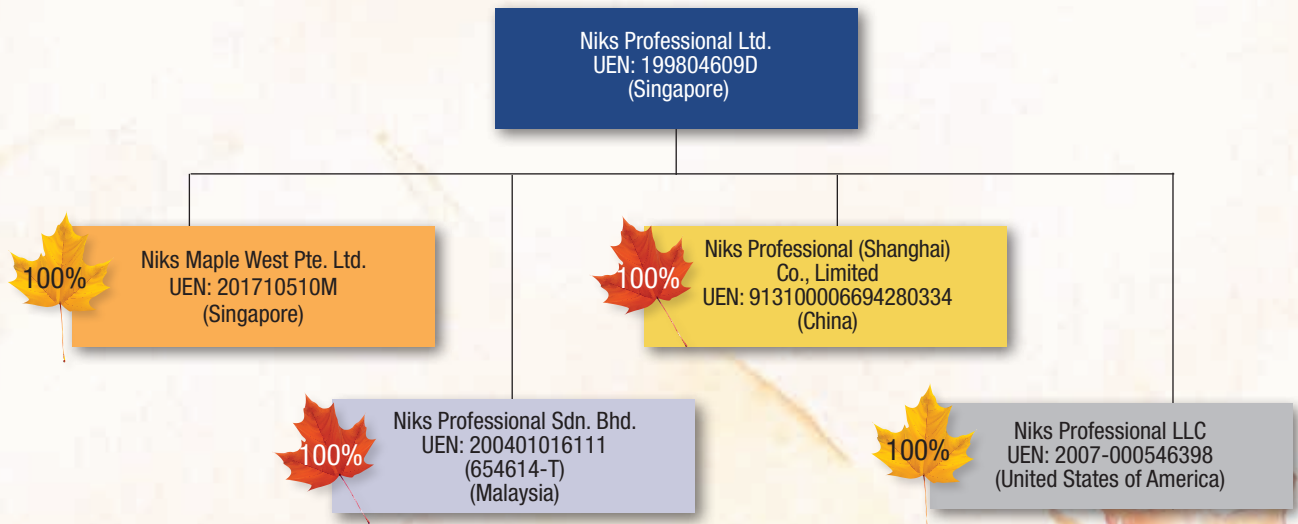 Niks Professional Ltd.
UEN: 199804609D
(Singapore)
100%
Niks Maple West Pte. Ltd.
UEN: 201710510M
(Singapore)
100%
Niks Professional (Shanghai)
Co., Limited
UEN: 913100006694280334
(China)
100%
Niks Professional Sdn. Bhd.
UEN: 200401016111
(654614-T)
(Malaysia)
100%
Niks Professional LLC
UEN: 2007-000546398
(United States of America)